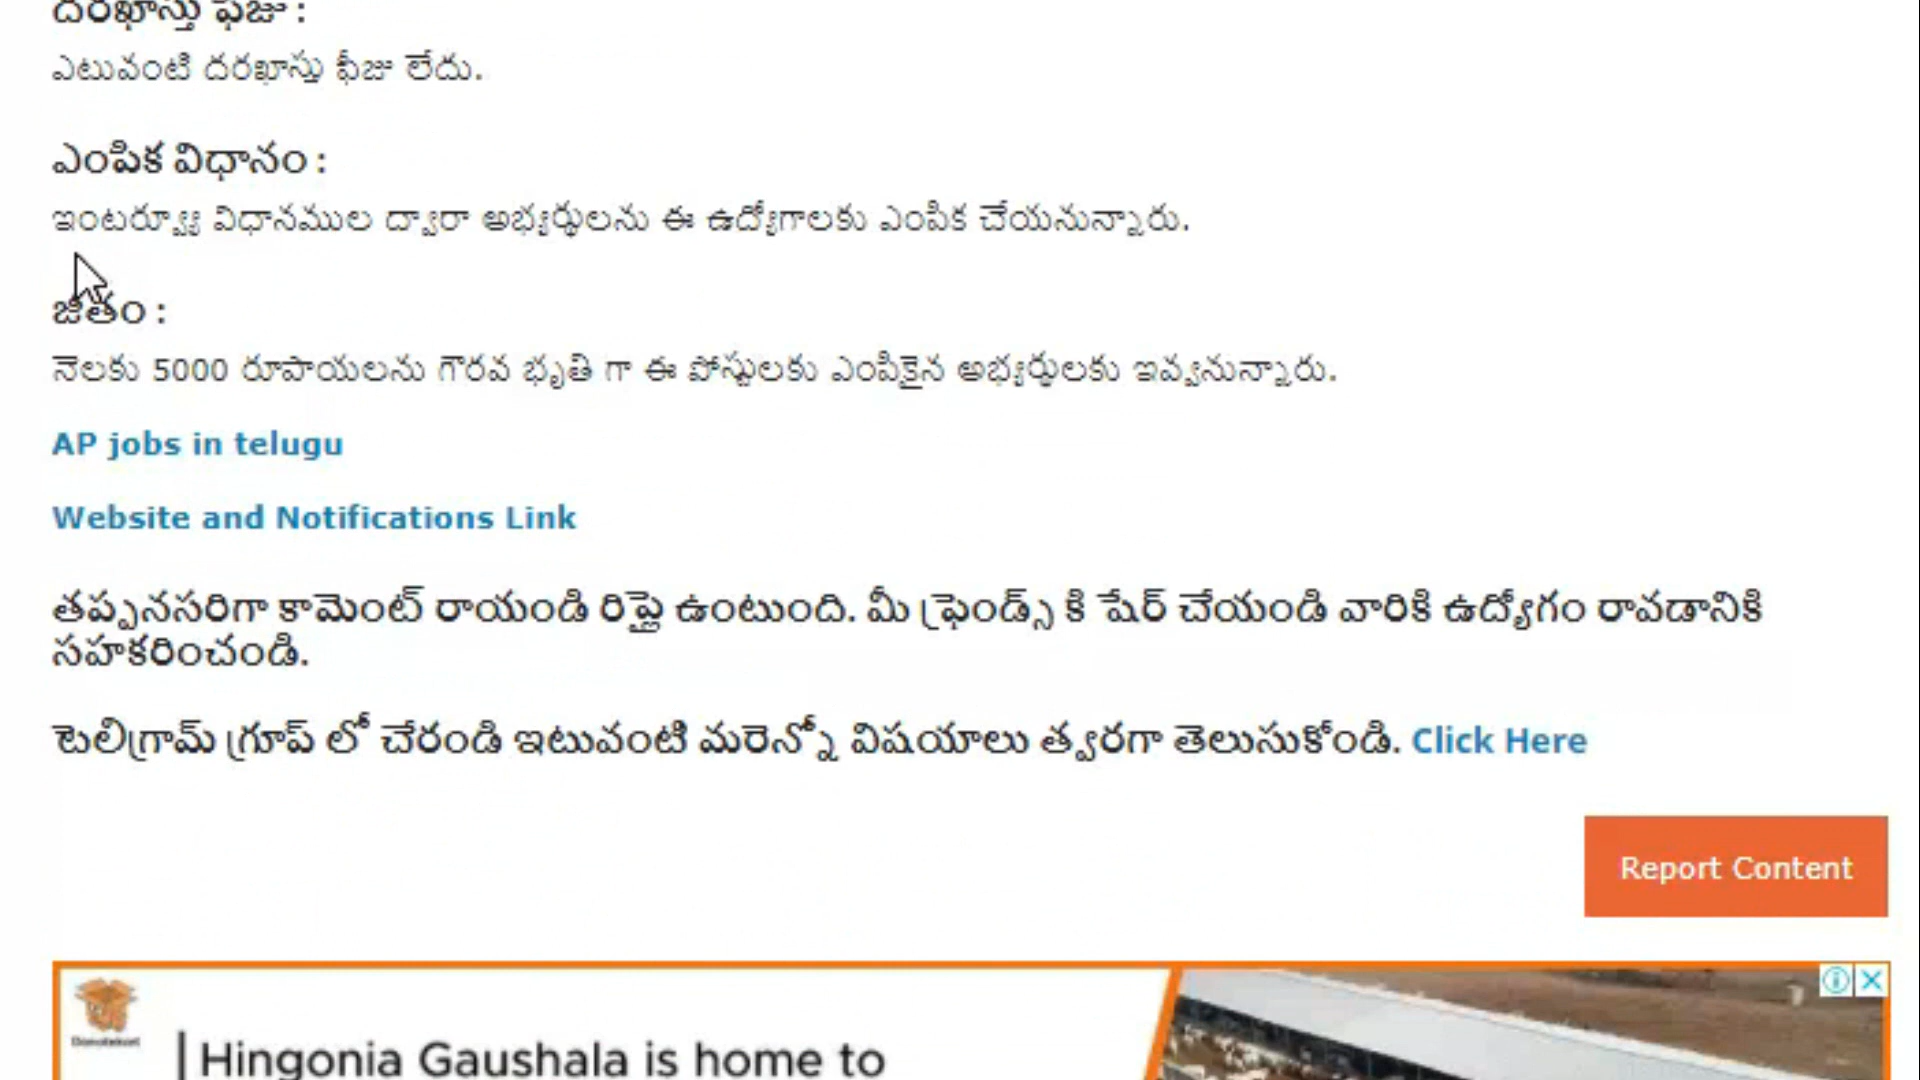 దరఖాస్తు ఫీజు :
ఎటువంటి దరఖాస్తు ఫీజు లేదు.
ఎంపిక విధానం :
ఇంటర్వ్యూ విధానముల ద్వారా అభ్యర్థులను ఈ ఉద్యోగాలకు ఎంపిక చేయనున్నారు.
జీతం :
నెలకు 5000 రూపాయలను గౌరవ భృతి గా ఈ పోస్టులకు ఎంపికైన అభ్యర్థులకు ఇవ్వనున్నారు.
AP jobs in telugu
Website and Notifications Link
తప్పనసరిగా కామెంట్ రాయండి రిప్లై ఉంటుంది. మీ ఫ్రెండ్స్ కి షేర్ చేయండి వారికి ఉద్యోగం రావడానికి
సహకరించండి.
టెలిగ్రామ్ గ్రూప్ లో చేరండి ఇటువంటి మరెన్నో విషయాలు త్వరగా తెలుసుకోండి. Click Here
Report Content
Hingonia Gaushala is home to